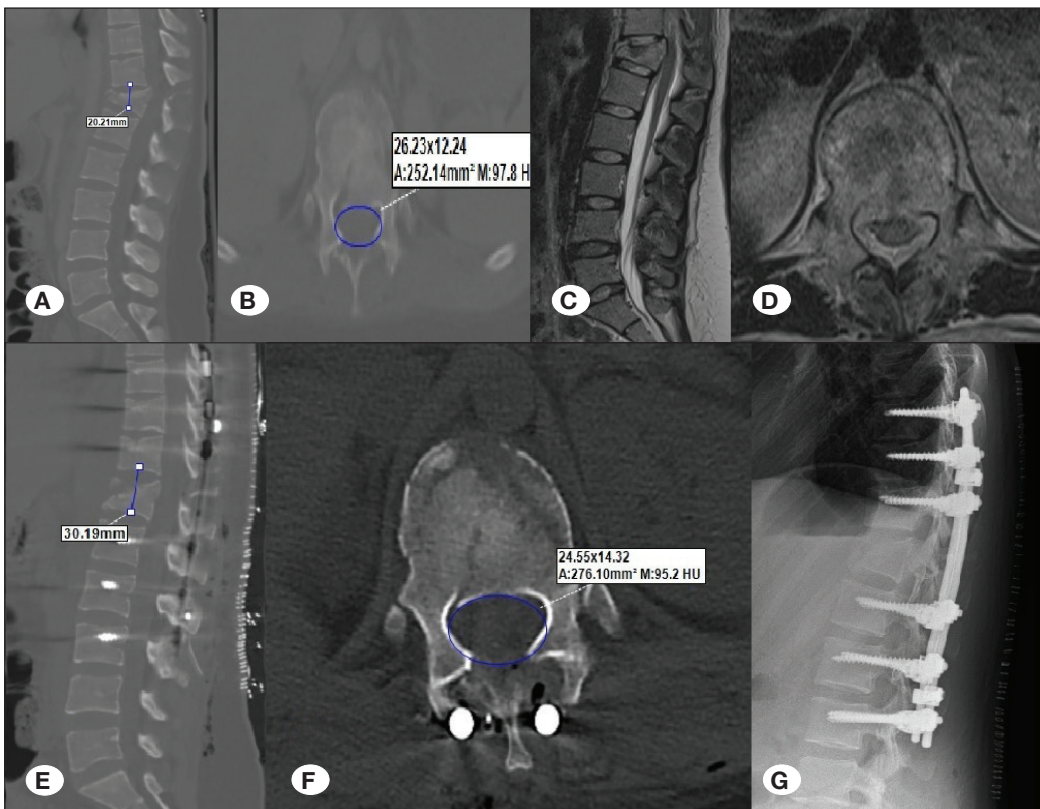 20.21mm
26.23x12.24
A:252.14mm² M:97.8 H
A
B
C
D
30.19mm
24.55x14.32
A:276.10mm² M:95.2 HU
E
F
G